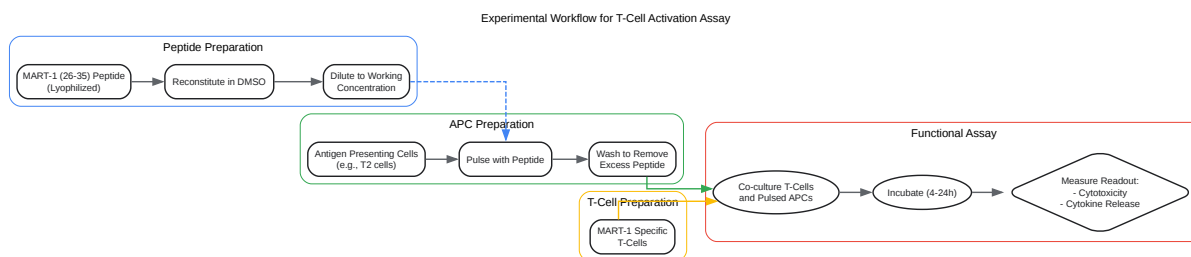 Experimental Workflow for T-Cell Activation Assay
Peptide Preparation
MART-1 (26-35) Peptide
(Lyophilized)
Reconstitute in DMSO
Dilute to Working
Concentration
APC Preparation
Antigen Presenting Cells
(e.g., T2 cells)
Pulse with Peptide
Wash to Remove
Excess Peptide
T-Cell Preparation
MART-1 Specific
T-Cells
Functional Assay
Co-culture T-Cells
and Pulsed APCs
Incubate (4-24h)
Measure Readout:
- Cytotoxicity
- Cytokine Release